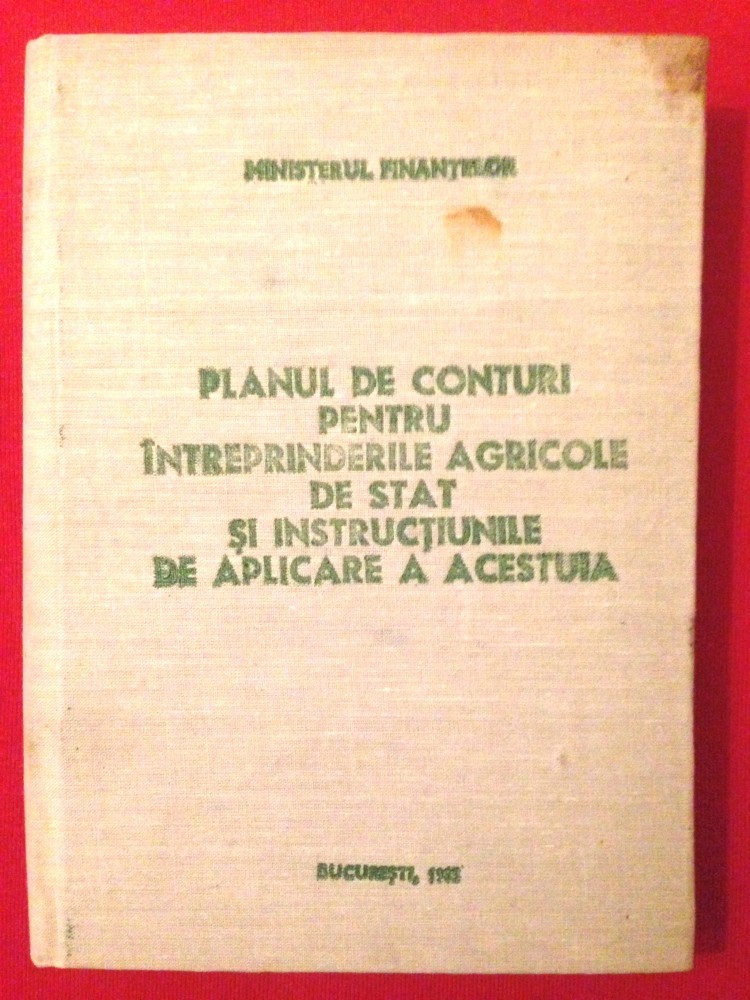 MINISTERUL FINANȚELOR
PLANUL DE CONTURI
PENTRU
ÎNTREPRINDERILE AGRICOLE
DE STAT
ȘI INSTRUCȚIUNILE
DE APLICARE A ACESTUIA
BUCUREȘTI,